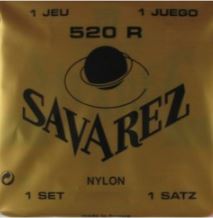 1 JEU 1 JUEGO
520 R
SAVAREZ
NYLON
1 SET 1 SATZ